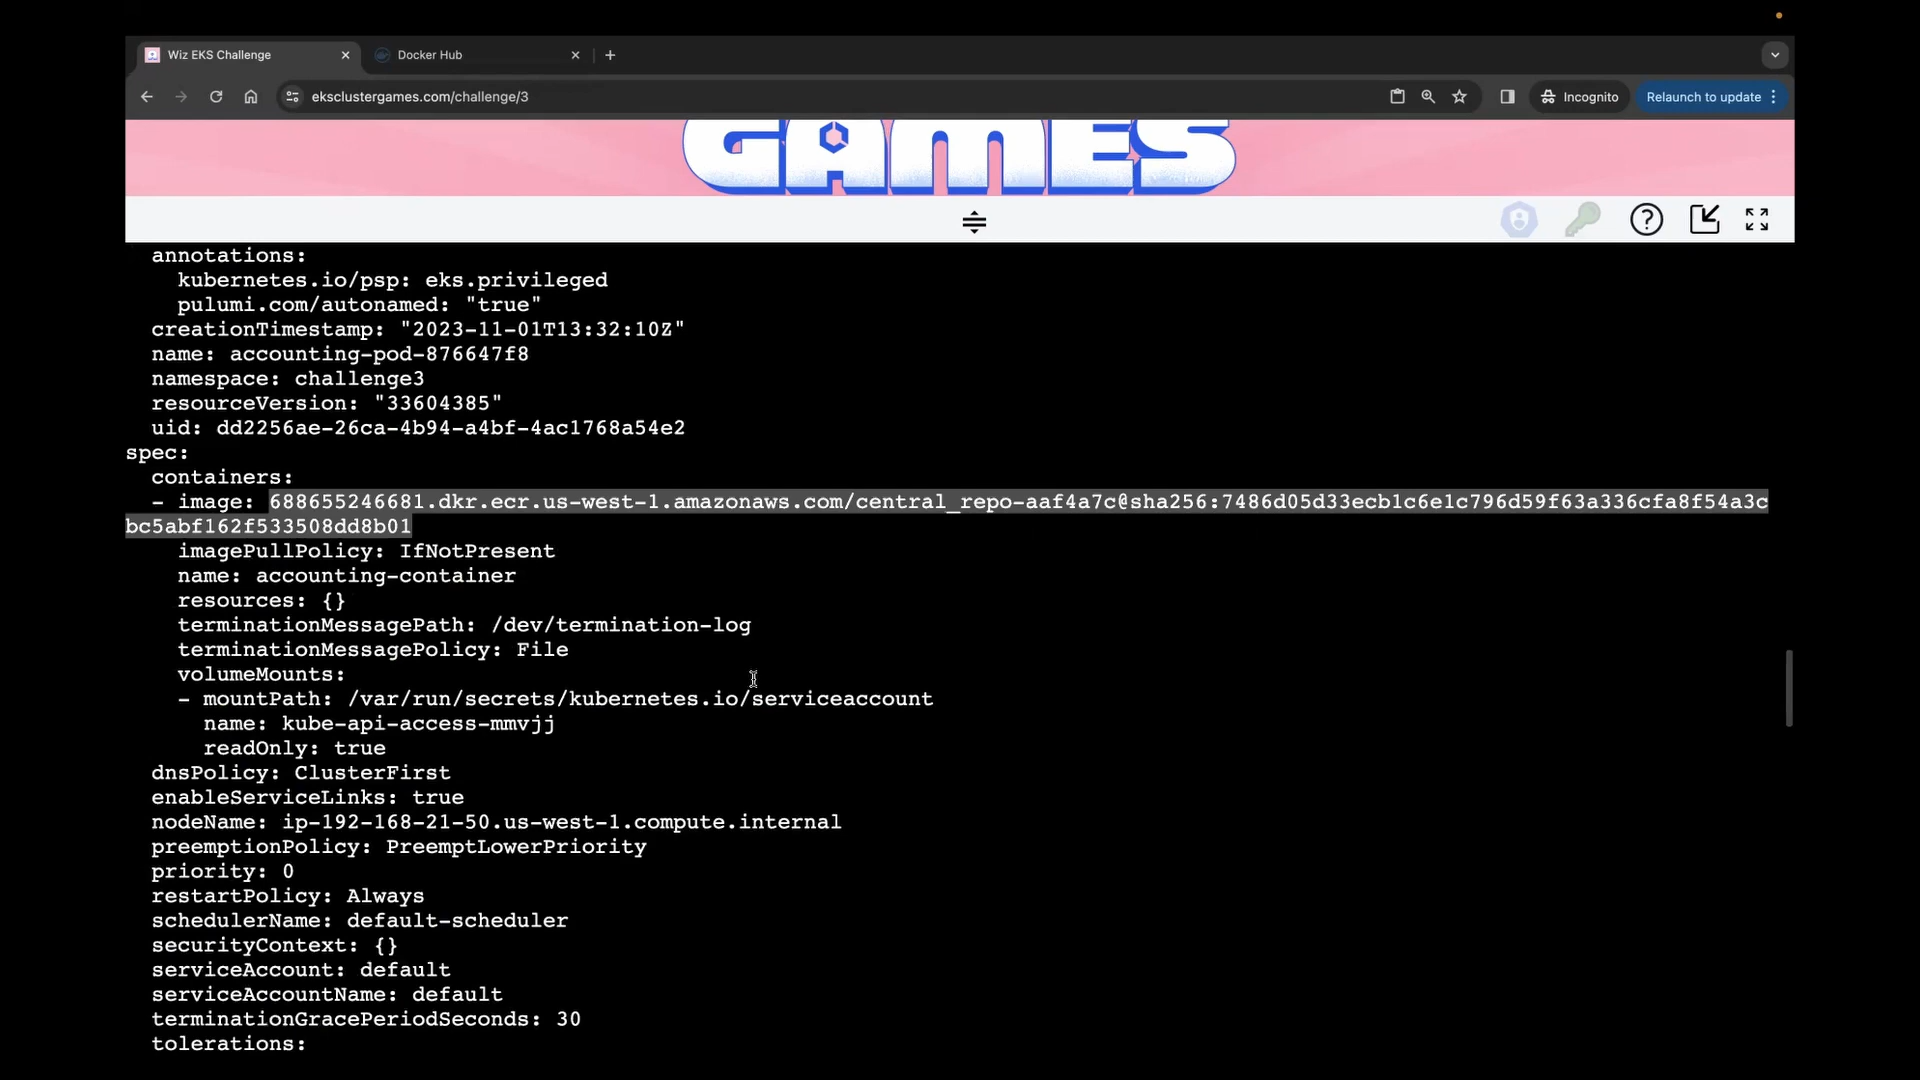 Wiz EKS Challenge
Docker Hub
eksclustergames.com/challenge/3
Incognito
Relaunch to update
GAMES
annotations:
kubernetes.io/psp: eks.privileged
pulumi.com/autonamed: "true"
creationTimestamp: "2023-11-01T13:32:10Z"
name: accounting-pod-876647f8
namespace: challenge3
resourceVersion: "33604385"
uid: dd2256ae-26ca-4b94-a4bf-4ac1768a54e2
spec:
containers:
- image: 688655246681.dkr.ecr.us-west-1.amazonaws.com/central_repo-aaf4a7c@sha256:7486d05d33ecb1c6e1c796d59f63a336cfa8f54a3c
bc5abf162f533508dd8b01
imagePullPolicy: IfNotPresent
name: accounting-container
resources: {}
terminationMessagePath: /dev/termination-log
terminationMessagePolicy: File
volumeMounts:
- mountPath: /var/run/secrets/kubernetes.io/serviceaccount
name: kube-api-access-mmvjj
readOnly: true
dnsPolicy: ClusterFirst
enableServiceLinks: true
nodeName: ip-192-168-21-50.us-west-1.compute.internal
preemptionPolicy: PreemptLowerPriority
priority: 0
restartPolicy: Always
schedulerName: default-scheduler
securityContext: {}
serviceAccount: default
serviceAccountName: default
terminationGracePeriodSeconds: 30
tolerations: